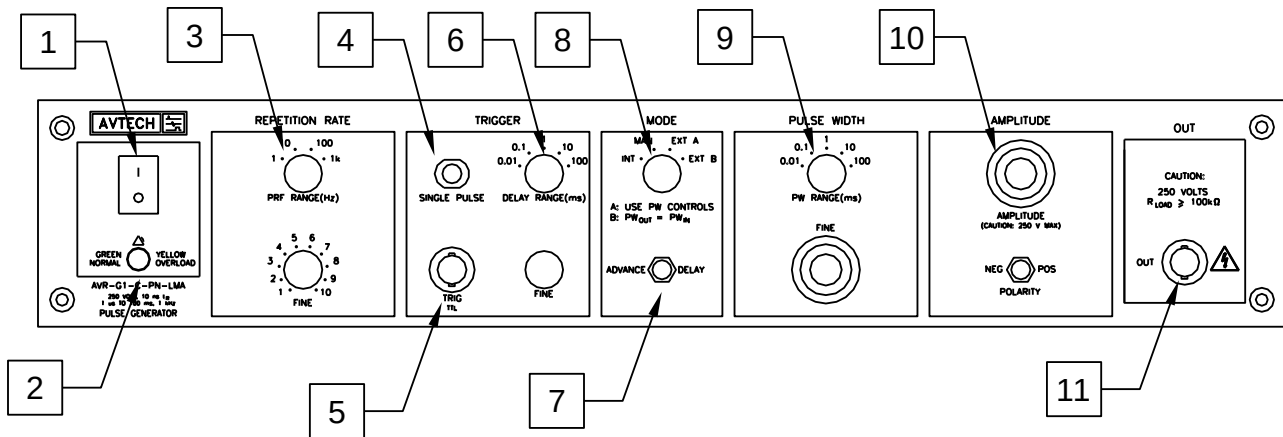 1
3
4
6
8
9
10
AVTECH
REPETITION RATE
TRIGGER
MODE
PULSE WIDTH
AMPLITUDE
OUT
I
1 0 100 1k
PRF RANGE(Hz)
SINGLE PULSE
0.01 0.1 1 10 100
DELAY RANGE(ms)
INT MAN EXT A EXT B
A: USE PW CONTROLS
B: PWOUT = PWIN
0.01 0.1 1 10 100
PW RANGE(ms)
AMPLITUDE
(CAUTION: 250 V MAX)
CAUTION:
250 VOLTS
RLOAD ⩾ 100kΩ
GREEN YELLOW
NORMAL OVERLOAD
1 2 3 4 5 6 7 8 9 10
FINE
TRIG
TTL
FINE
ADVANCE DELAY
FINE
NEG POS
POLARITY
OUT
AVR-G1-C-PN-LMA
PULSE GENERATOR
2
5
7
11